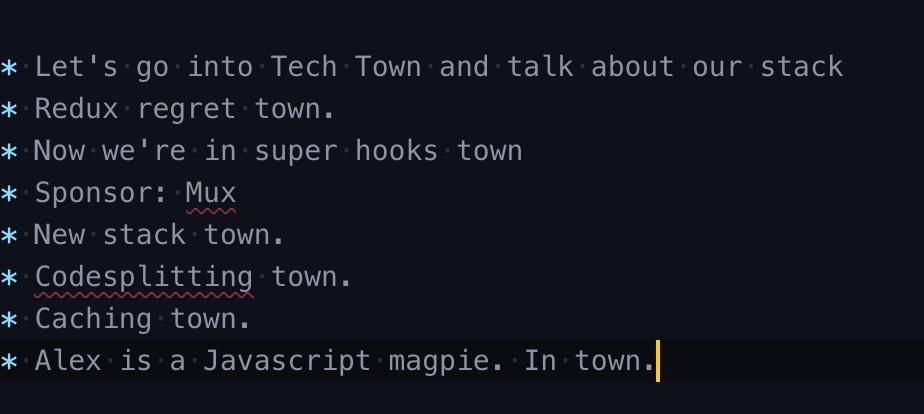 * Let's go into Tech Town and talk about our stack
* Redux regret town.
* Now we're in super hooks town
* Sponsor: Mux
* New stack town.
* Codesplitting town.
* Caching town.
* Alex is a Javascript magpie. In town.